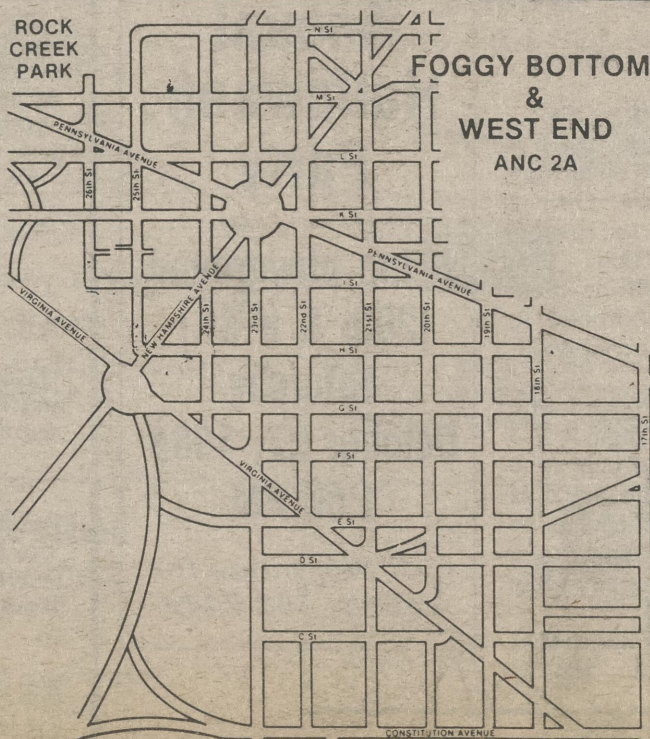 ROCK
CREEK
PARK
FOGGY BOTTOM
&
WEST END
ANC 2A
N St
M St
PENNSYLVANIA AVENUE
L St
26th St
25th St
K St
PENNSYLVANIA AVENUE
I St
VIRGINIA AVENUE
NEW HAMPSHIRE AVENUE
24th St
23rd St
22nd St
21st St
20th St
19th St
H St
18th St
G St
17th St
F St
VIRGINIA AVENUE
E St
D St
C St
CONSTITUTION AVENUE